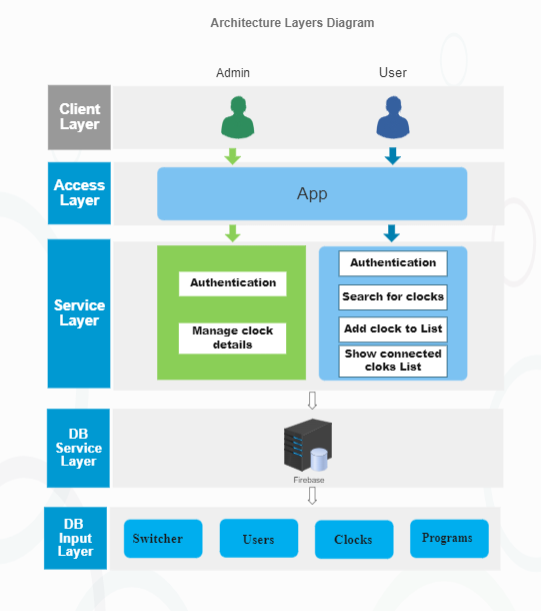 Architecture Layers Diagram
Admin
User
Client
Layer
Access
Layer
App
Service
Layer
Authentication
Manage clock
details
Authentication
Search for clocks
Add clock to List
Show connected
cloks List
DB
Service
Layer
Firebase
DB
Input
Layer
Switcher
Users
Clocks
Programs